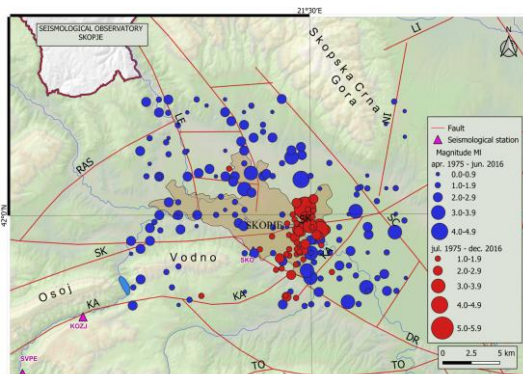 21°30'E
SEISMOLOGICAL OBSERVATORY
SKOPJE
N
Skopska Crna
Gora
LI
IN
LE
RAS
42°0'N
SKOPJE
SK
SC
SK
Vodno
SKO
Osoj
KA
KA
KOZJ
DR
SVPE
TO
TO
Fault
Seismological station
Magnitude Ml
apr. 1975 - jun. 2016
0.0-0.9
1.0-1.9
2.0-2.9
3.0-3.9
4.0-4.9
jul. 1975 - dec. 2016
1.0-1.9
2.0-2.9
3.0-3.9
4.0-4.9
5.0-5.9
0 2.5 5 km